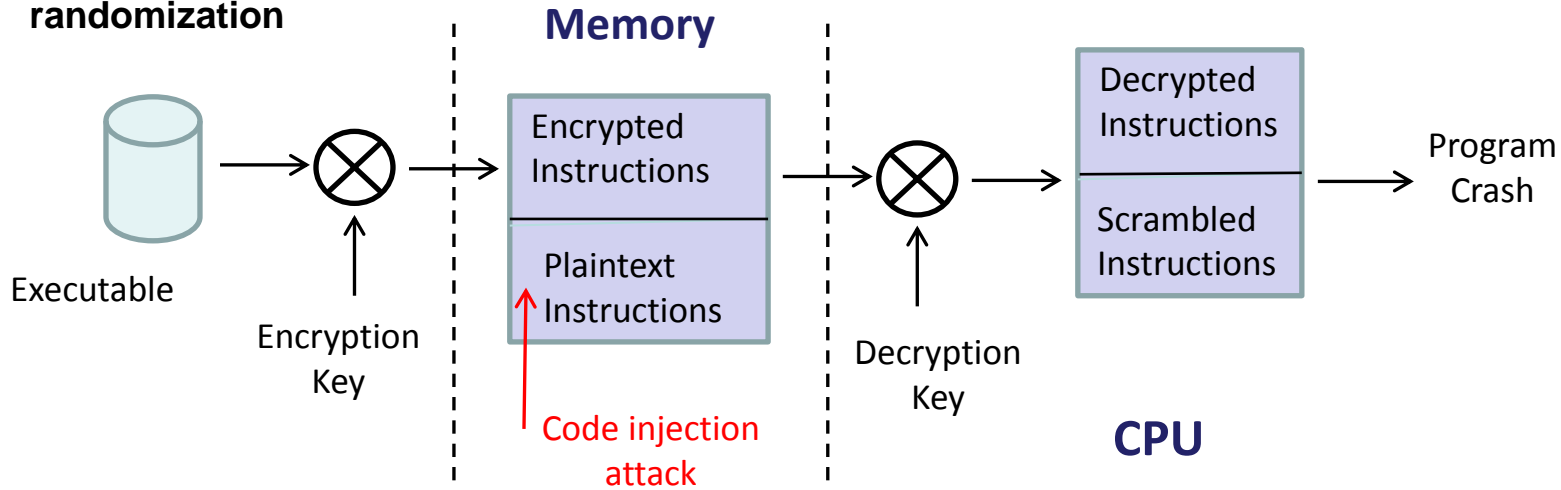 randomization
Memory
Executable
Encryption
Key
Encrypted
Instructions
Plaintext
Instructions
Code injection
attack
Decryption
Key
Decrypted
Instructions
Scrambled
Instructions
CPU
Program
Crash